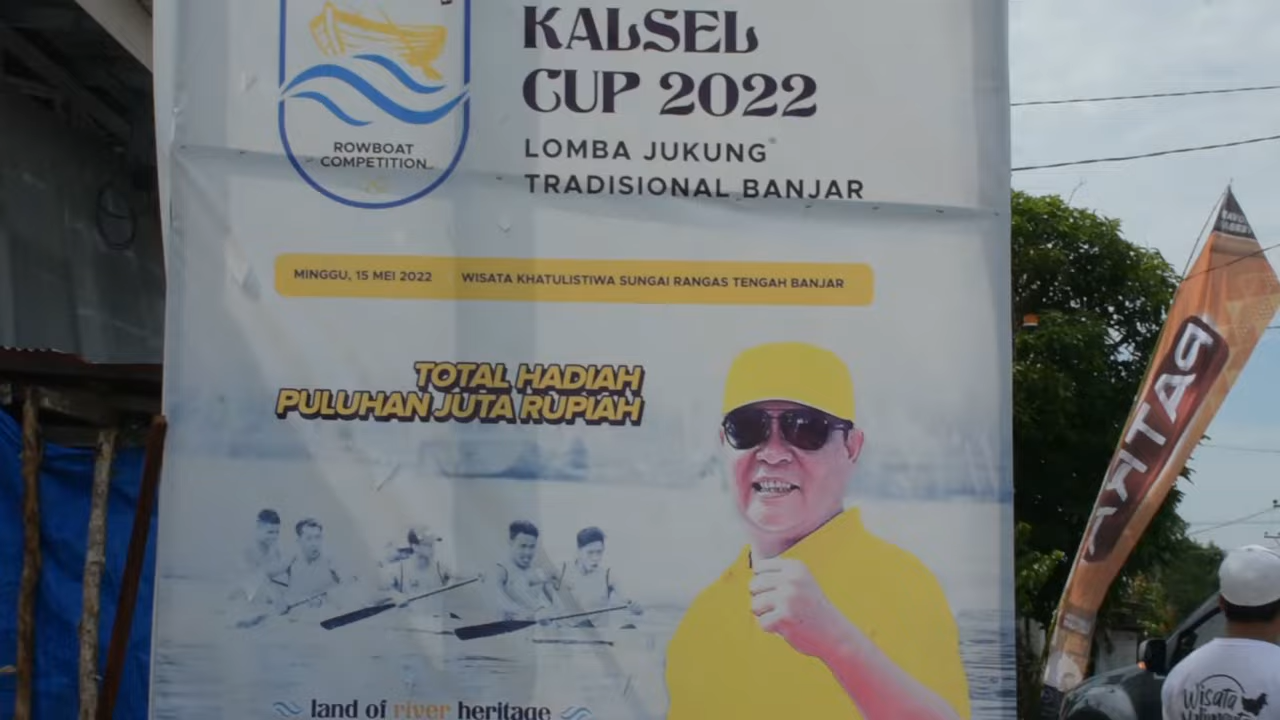 KALSEL
CUP 2022
LOMBA JUKUNG
TRADISIONAL BANJAR
ROWBOAT
COMPETITION
MINGGU, 15 MEI 2022 WISATA KHATULISTIWA SUNGAI RANGAS TENGAH BANJAR
TOTAL HADIAH
PULUHAN JUTA RUPIAH
land of river heritage
PATRA
Wisata